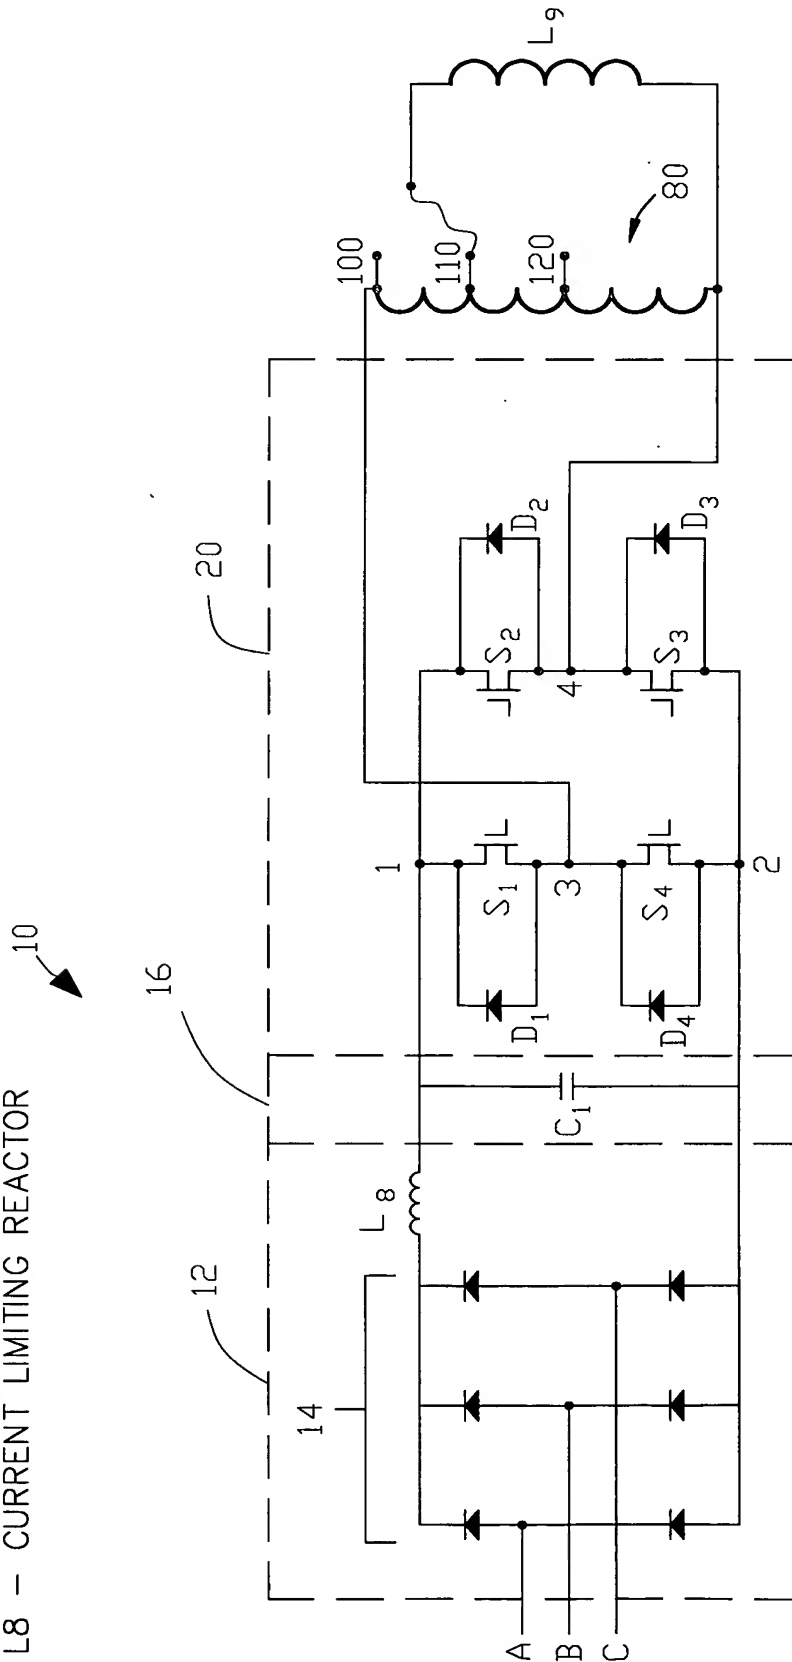 L8 - CURRENT LIMITING REACTOR
10
12
16
20
14
L8
A
B
C
C1
1
D1
S1
3
D4
S4
2
S2
D2
4
S3
D3
100
110
120
80
L9